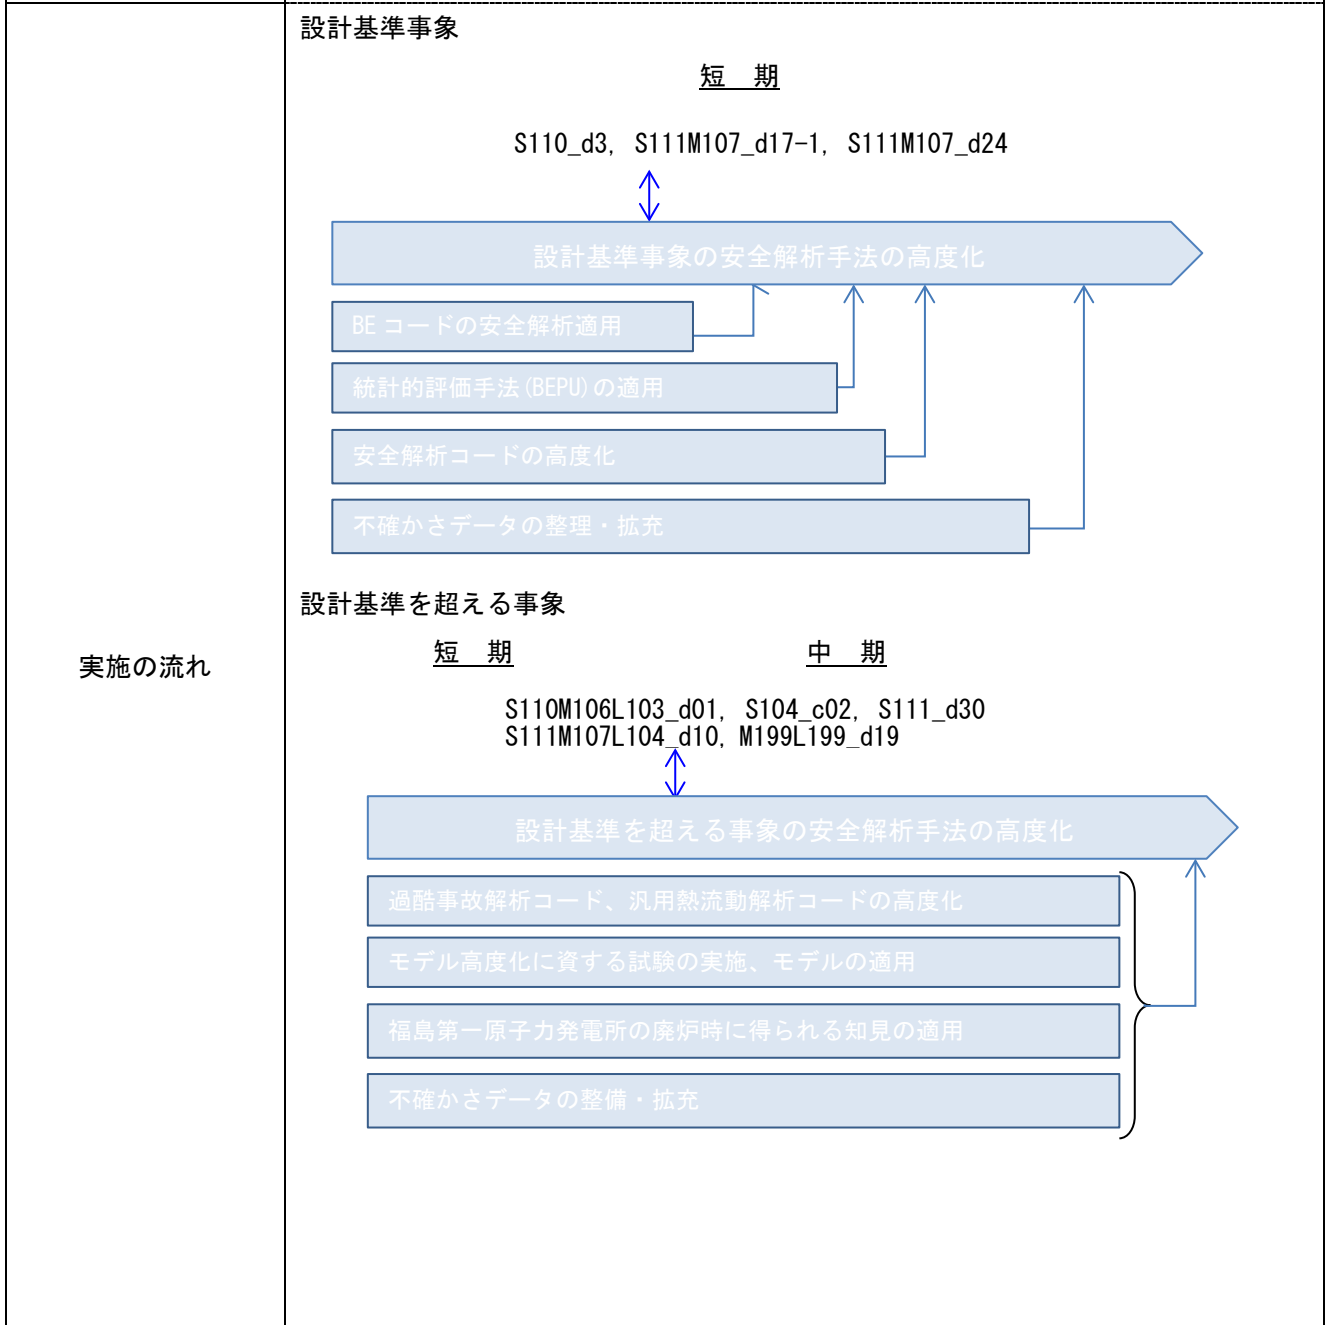 設計基準事象
短 期
S110_d3, S111M107_d17-1, S111M107_d24
設計基準事象の安全解析手法の高度化
BE コードの安全解析適用
統計的評価手法(BEPU)の適用
安全解析コードの高度化
不確かさデータの整理・拡充
設計基準を超える事象
実施の流れ
短 期
中 期
S110M106L103_d01, S104_c02, S111_d30
S111M107L104_d10, M199L199_d19
設計基準を超える事象の安全解析手法の高度化
過酷事故解析コード、汎用熱流動解析コードの高度化
モデル高度化に資する試験の実施、モデルの適用
福島第一原子力発電所の廃炉時に得られる知見の適用
不確かさデータの整備・拡充